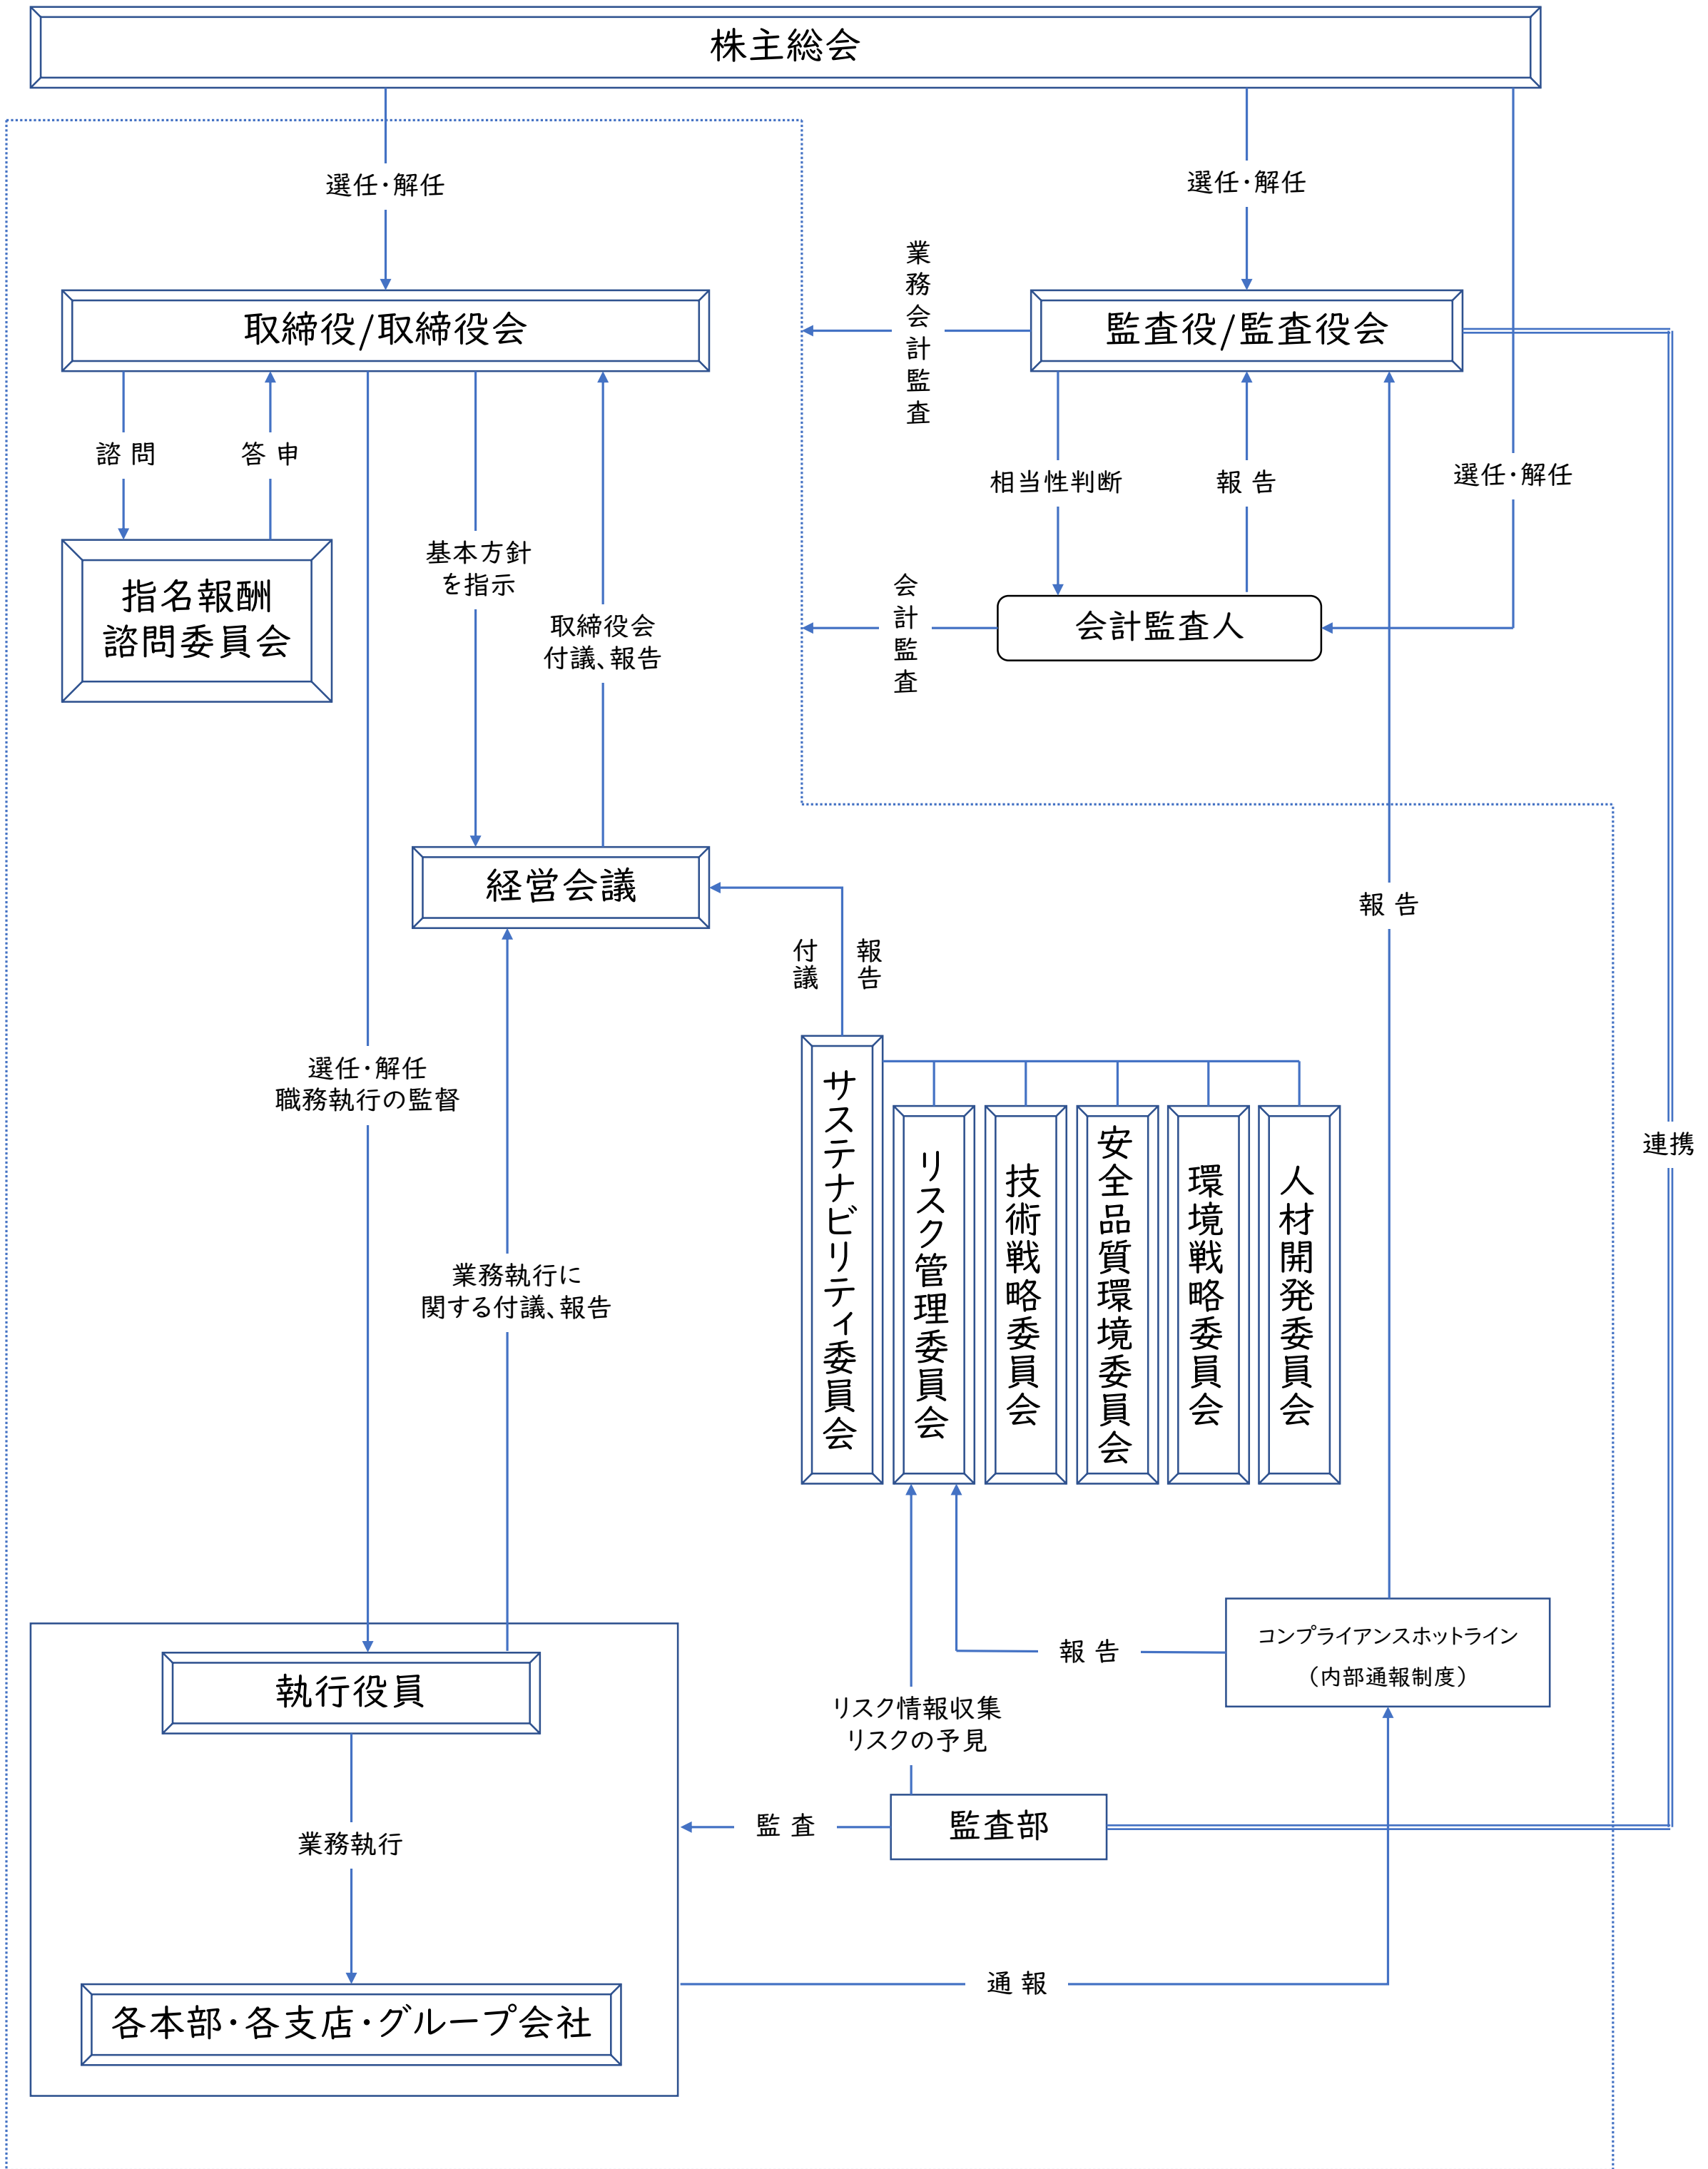 株主総会
選任・解任
選任・解任
取締役/取締役会
業務会計監査
監査役/監査役会
諮問
答申
相当性判断
報告
選任・解任
基本方針
を指示
指名報酬
諮問委員会
取締役会
付議、報告
会計監査
会計監査人
経営会議
報告
付議
報告
選任・解任
職務執行の監督
連携
サステナビリティ委員会
リスク管理委員会
技術戦略委員会
安全品質環境委員会
環境戦略委員会
人材開発委員会
業務執行に
関する付議、報告
コンプライアンスホットライン
（内部通報制度）
報告
執行役員
リスク情報収集
リスクの予見
監査
監査部
業務執行
通報
各本部・各支店・グループ会社